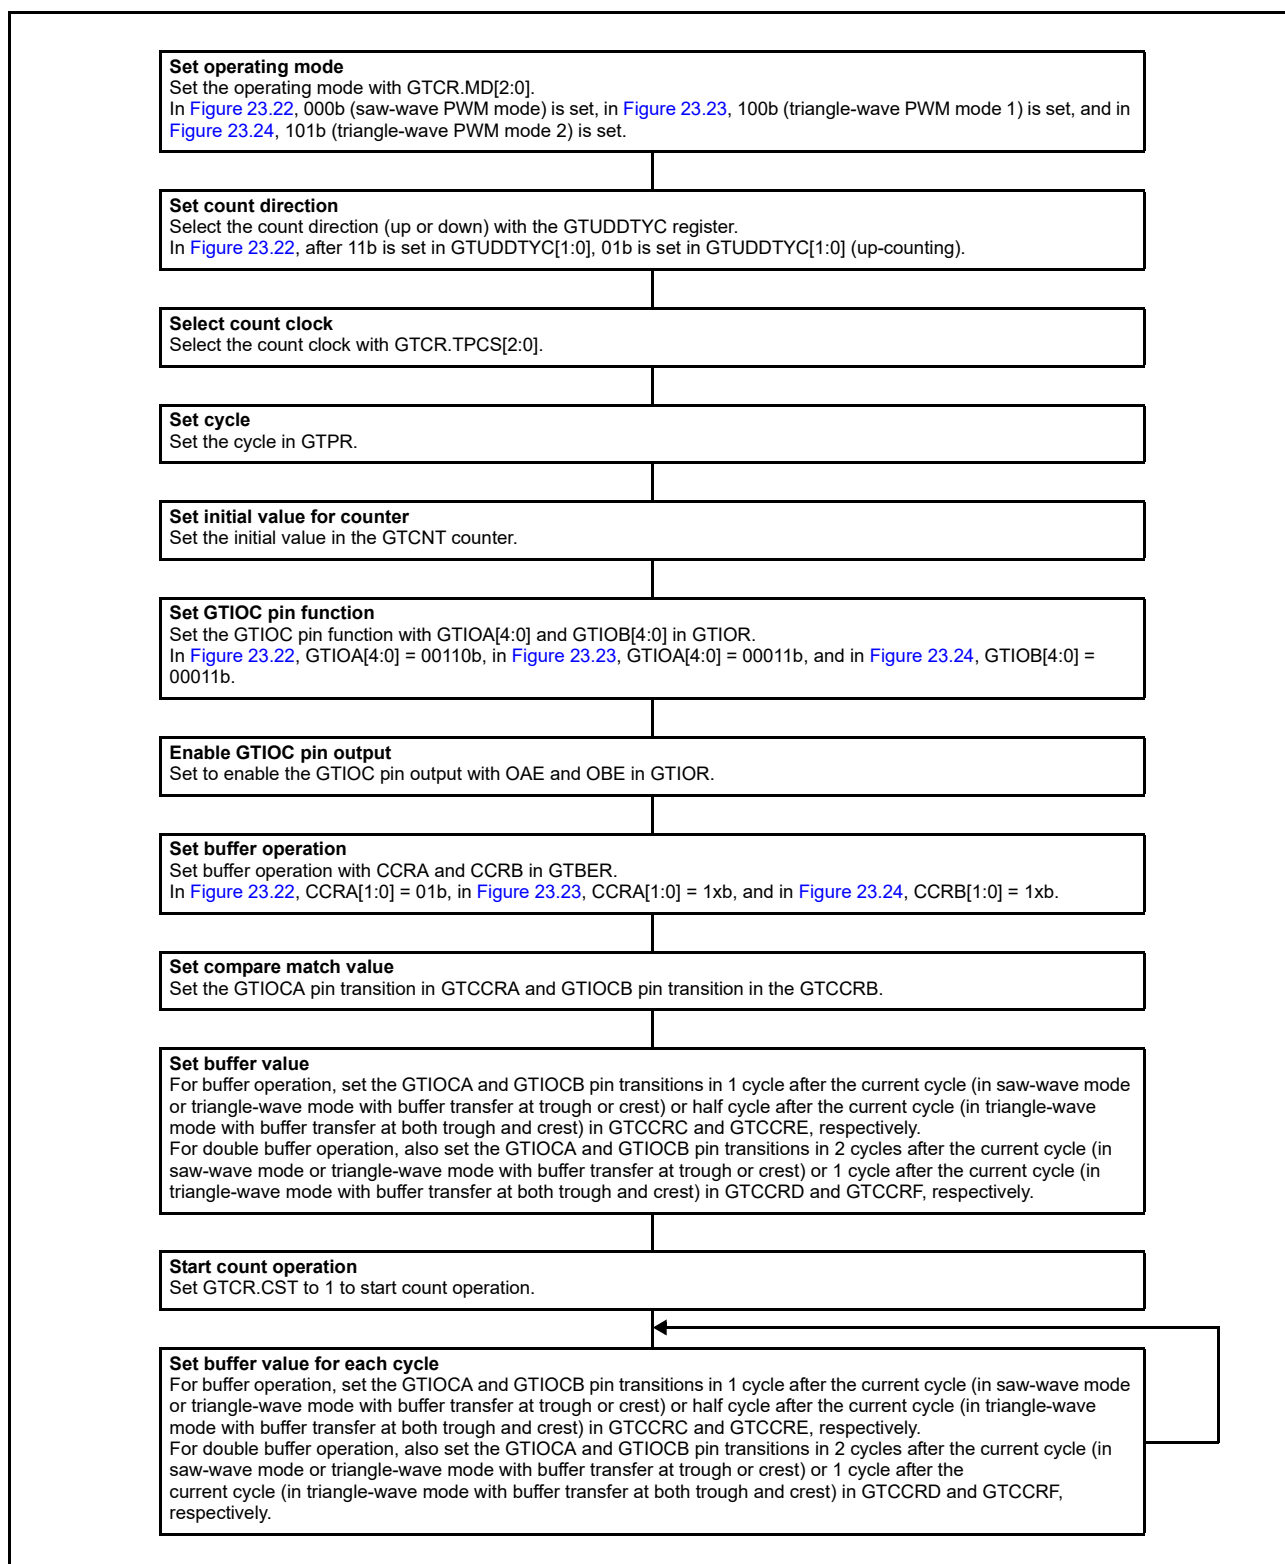 Set operating mode
Set the operating mode with GTCR.MD[2:0].
In Figure 23.22, 000b (saw-wave PWM mode) is set, in Figure 23.23, 100b (triangle-wave PWM mode 1) is set, and in
Figure 23.24, 101b (triangle-wave PWM mode 2) is set.
Set count direction
Select the count direction (up or down) with the GTUDDTYC register.
In Figure 23.22, after 11b is set in GTUDDTYC[1:0], 01b is set in GTUDDTYC[1:0] (up-counting).
Select count clock
Select the count clock with GTCR.TPCS[2:0].
Set cycle
Set the cycle in GTPR.
Set initial value for counter
Set the initial value in the GTCNT counter.
Set GTIOC pin function
Set the GTIOC pin function with GTIOA[4:0] and GTIOB[4:0] in GTIOR.
In Figure 23.22, GTIOA[4:0] = 00110b, in Figure 23.23, GTIOA[4:0] = 00011b, and in Figure 23.24, GTIOB[4:0] =
00011b.
Enable GTIOC pin output
Set to enable the GTIOC pin output with OAE and OBE in GTIOR.
Set buffer operation
Set buffer operation with CCRA and CCRB in GTBER.
In Figure 23.22, CCRA[1:0] = 01b, in Figure 23.23, CCRA[1:0] = 1xb, and in Figure 23.24, CCRB[1:0] = 1xb.
Set compare match value
Set the GTIOCA pin transition in GTCCRA and GTIOCB pin transition in the GTCCRB.
Set buffer value
For buffer operation, set the GTIOCA and GTIOCB pin transitions in 1 cycle after the current cycle (in saw-wave mode
or triangle-wave mode with buffer transfer at trough or crest) or half cycle after the current cycle (in triangle-wave
mode with buffer transfer at both trough and crest) in GTCCRC and GTCCRE, respectively.
For double buffer operation, also set the GTIOCA and GTIOCB pin transitions in 2 cycles after the current cycle (in
saw-wave mode or triangle-wave mode with buffer transfer at trough or crest) or 1 cycle after the current cycle (in
triangle-wave mode with buffer transfer at both trough and crest) in GTCCRD and GTCCRF, respectively.
Start count operation
Set GTCR.CST to 1 to start count operation.
Set buffer value for each cycle
For buffer operation, set the GTIOCA and GTIOCB pin transitions in 1 cycle after the current cycle (in saw-wave mode
or triangle-wave mode with buffer transfer at trough or crest) or half cycle after the current cycle (in triangle-wave
mode with buffer transfer at both trough and crest) in GTCCRC and GTCCRE, respectively.
For double buffer operation, also set the GTIOCA and GTIOCB pin transitions in 2 cycles after the current cycle (in
saw-wave mode or triangle-wave mode with buffer transfer at trough or crest) or 1 cycle after the
current cycle (in triangle-wave mode with buffer transfer at both trough and crest) in GTCCRD and GTCCRF,
respectively.